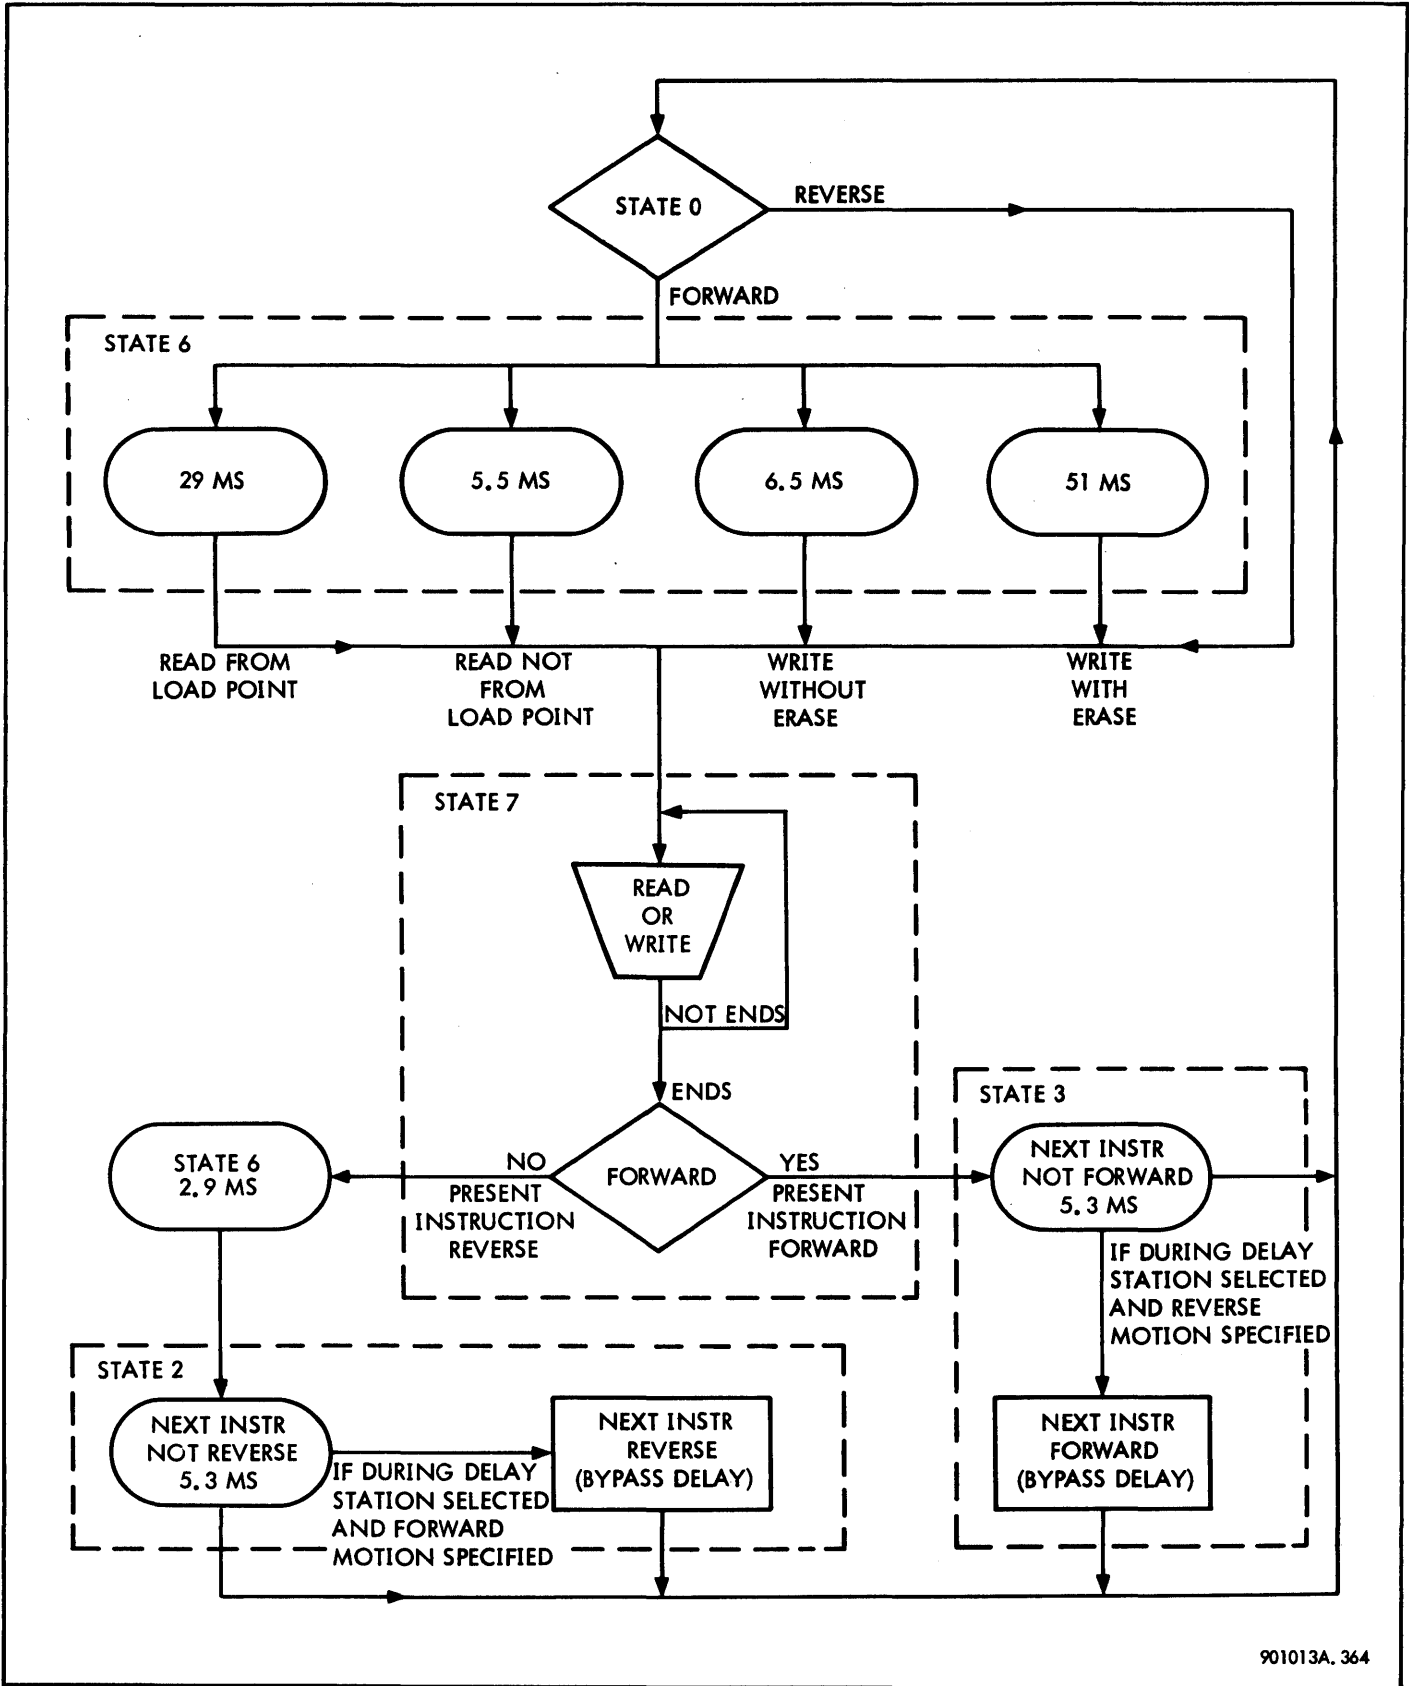 STATE 0
REVERSE
FORWARD
STATE 6
29 MS
5.5 MS
6.5 MS
51 MS
READ FROM
LOAD POINT
READ NOT
FROM
LOAD POINT
WRITE
WITHOUT
ERASE
WRITE
WITH
ERASE
STATE 7
READ
OR
WRITE
NOT ENDS
ENDS
FORWARD
NO
PRESENT
INSTRUCTION
REVERSE
YES
PRESENT
INSTRUCTION
FORWARD
STATE 6
2.9 MS
STATE 3
NEXT INSTR
NOT FORWARD
5.3 MS
IF DURING DELAY
STATION SELECTED
AND REVERSE
MOTION SPECIFIED
NEXT INSTR
FORWARD
(BYPASS DELAY)
STATE 2
NEXT INSTR
NOT REVERSE
5.3 MS
IF DURING DELAY
STATION SELECTED
AND FORWARD
MOTION SPECIFIED
NEXT INSTR
REVERSE
(BYPASS DELAY)
901013A.364